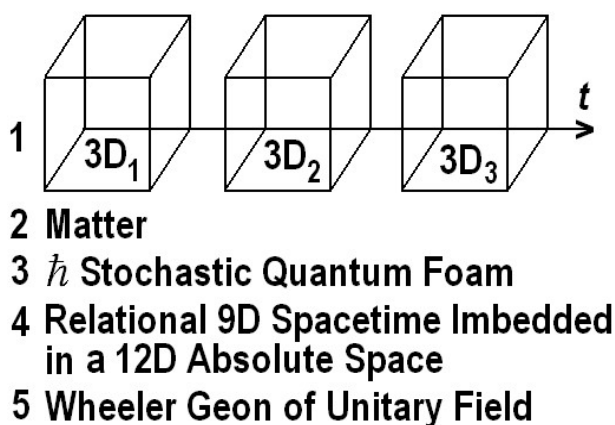 t
1
3D₁ 3D₂ 3D₃
2 Matter
3 ℏ Stochastic Quantum Foam
4 Relational 9D Spacetime Imbedded
in a 12D Absolute Space
5 Wheeler Geon of Unitary Field